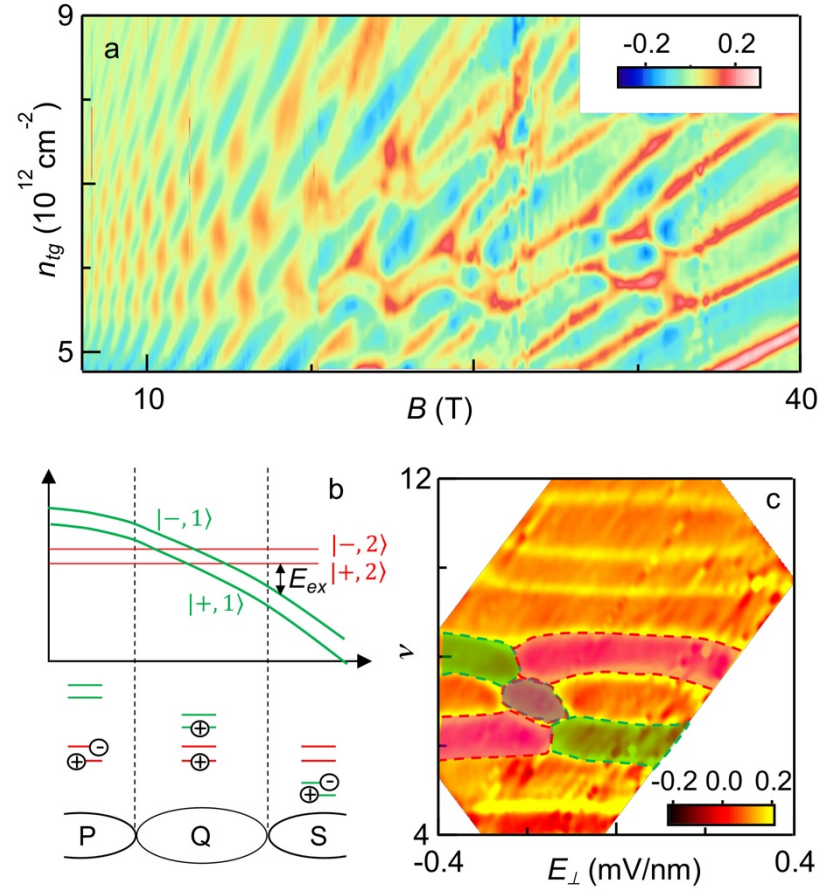 9
a
-0.2 0.2
n_tg (10^12 cm^-2)
5
10 40
B (T)
b
|−,1⟩
|−,2⟩
|+,2⟩
E_ex
|+,1⟩
⊖ ⊕
⊕ ⊕
⊕ ⊖
P Q S
12
c
ν
-0.2 0.0 0.2
4
-0.4 0.4
E_⊥ (mV/nm)